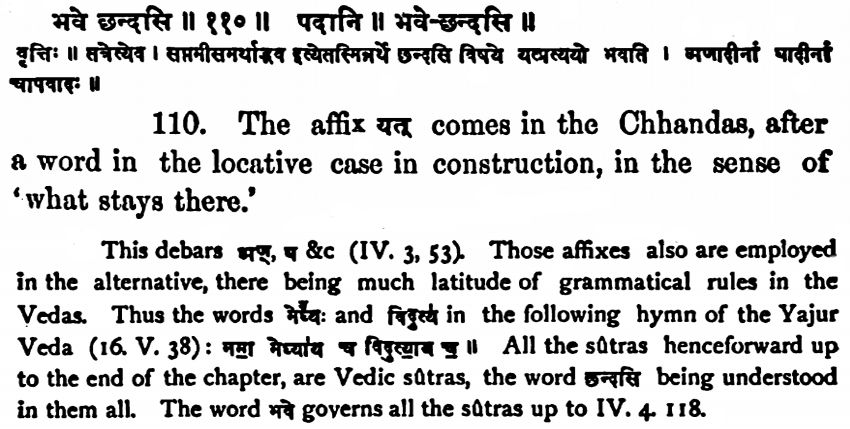 भवे छन्दसि ॥ ११० ॥ पदानि ॥ भवे-छन्दसि ॥
वृत्तिः ॥ तत्रेत्येव । सप्तमीसमर्थाद्भव इत्येतस्मिन्नर्थे छन्दसि विषये यत्प्रत्ययो भवति । अणादीनां घादीनां
चापवादः ॥
110. The affix यत् comes in the Chhandas, after
a word in the locative case in construction, in the sense of
‘what stays there.’
This debars अण्, घ &c (IV. 3, 53). Those affixes also are employed
in the alternative, there being much latitude of grammatical rules in the
Vedas. Thus the words मेघ्यः and विद्युत्य in the following hymn of the Yajur
Veda (16. V. 38): नमो मेघ्याय च विद्युत्याय च ॥ All the sûtras henceforward up
to the end of the chapter, are Vedic sûtras, the word छन्दसि being understood
in them all. The word भवे governs all the sûtras up to IV. 4. 118.